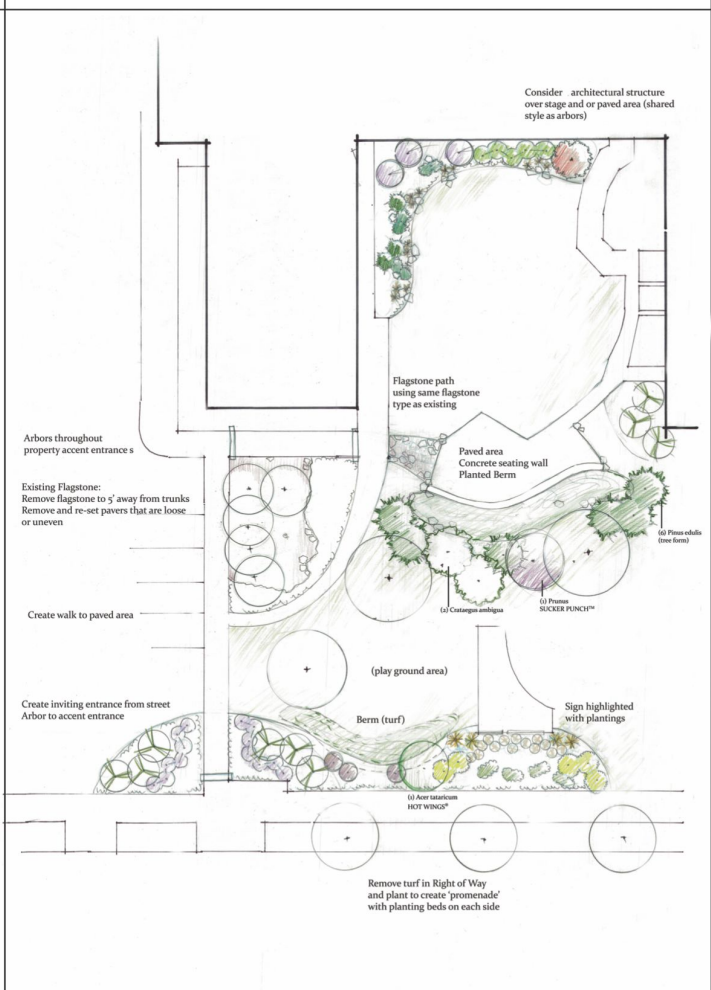 Consider architectural structure
over stage and or paved area (shared
style as arbors)
Flagstone path
using same flagstone
type as existing
Arbors throughout
property accent entrance s
Paved area
Concrete seating wall
Planted Berm
Existing Flagstone:
Remove flagstone to 5' away from trunks
Remove and re-set pavers that are loose
or uneven
(6) Pinus edulis
(tree form)
(1) Prunus
SUCKER PUNCH™
(2) Crataegus ambigua
Create walk to paved area
(play ground area)
Create inviting entrance from street
Arbor to accent entrance
Sign highlighted
with plantings
Berm (turf)
(1) Acer tataricum
HOT WINGS®
Remove turf in Right of Way
and plant to create 'promenade'
with planting beds on each side